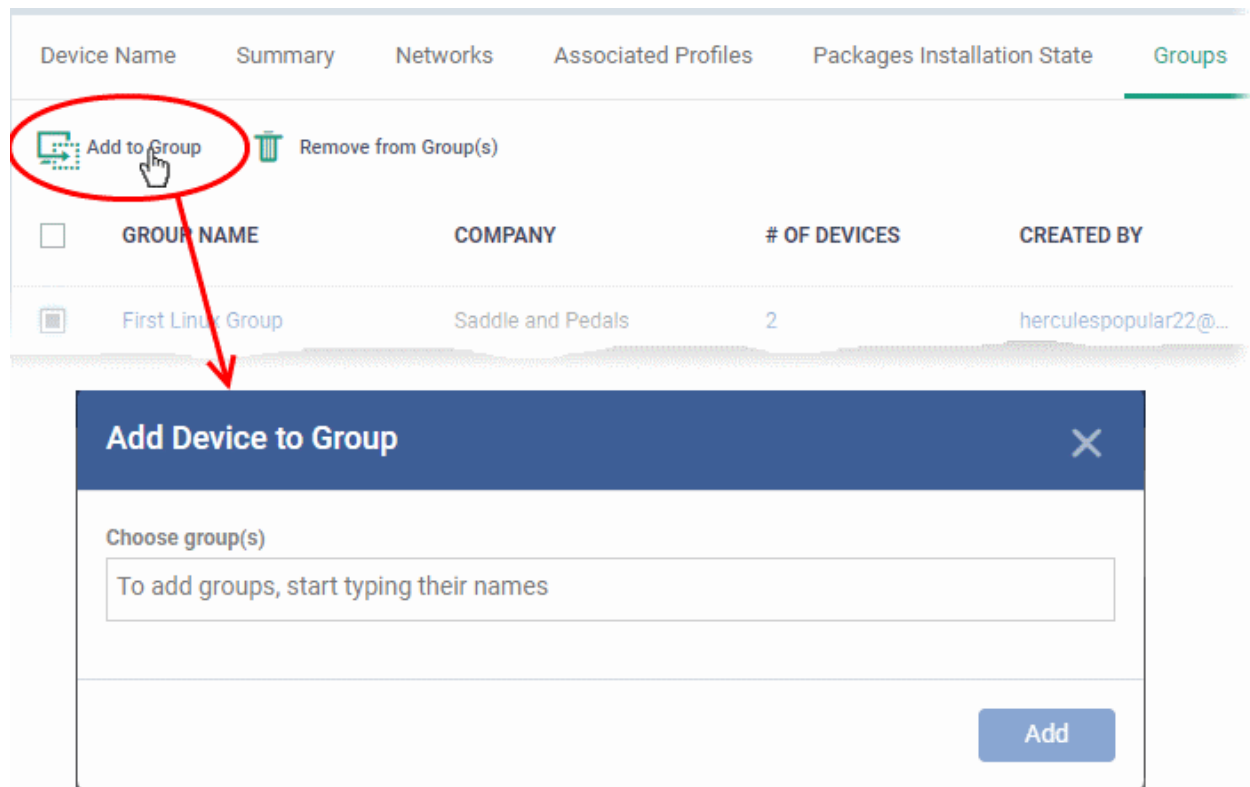 Device Name Summary Networks Associated Profiles Packages Installation State Groups
Add to Group Remove from Group(s)
GROUP NAME COMPANY # OF DEVICES CREATED BY
First Linux Group Saddle and Pedals 2 herculespopular22@...
Add Device to Group
Choose group(s)
To add groups, start typing their names
Add